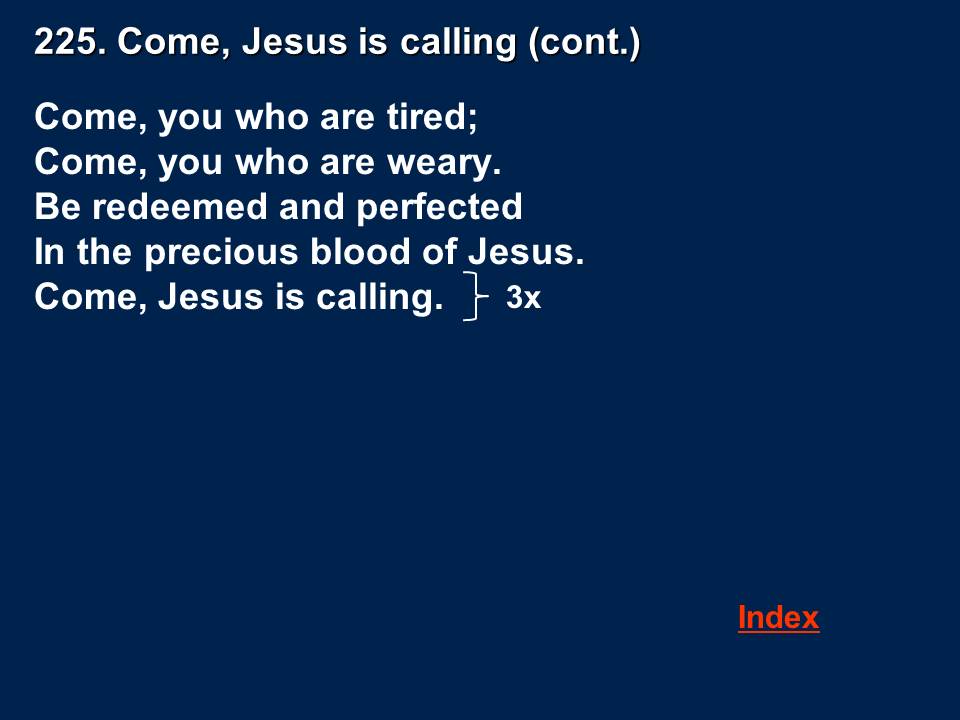 225. Come, Jesus is calling (cont.)
Come, you who are tired;
Come, you who are weary.
Be redeemed and perfected
In the precious blood of Jesus.
Come, Jesus is calling. 3x
Index